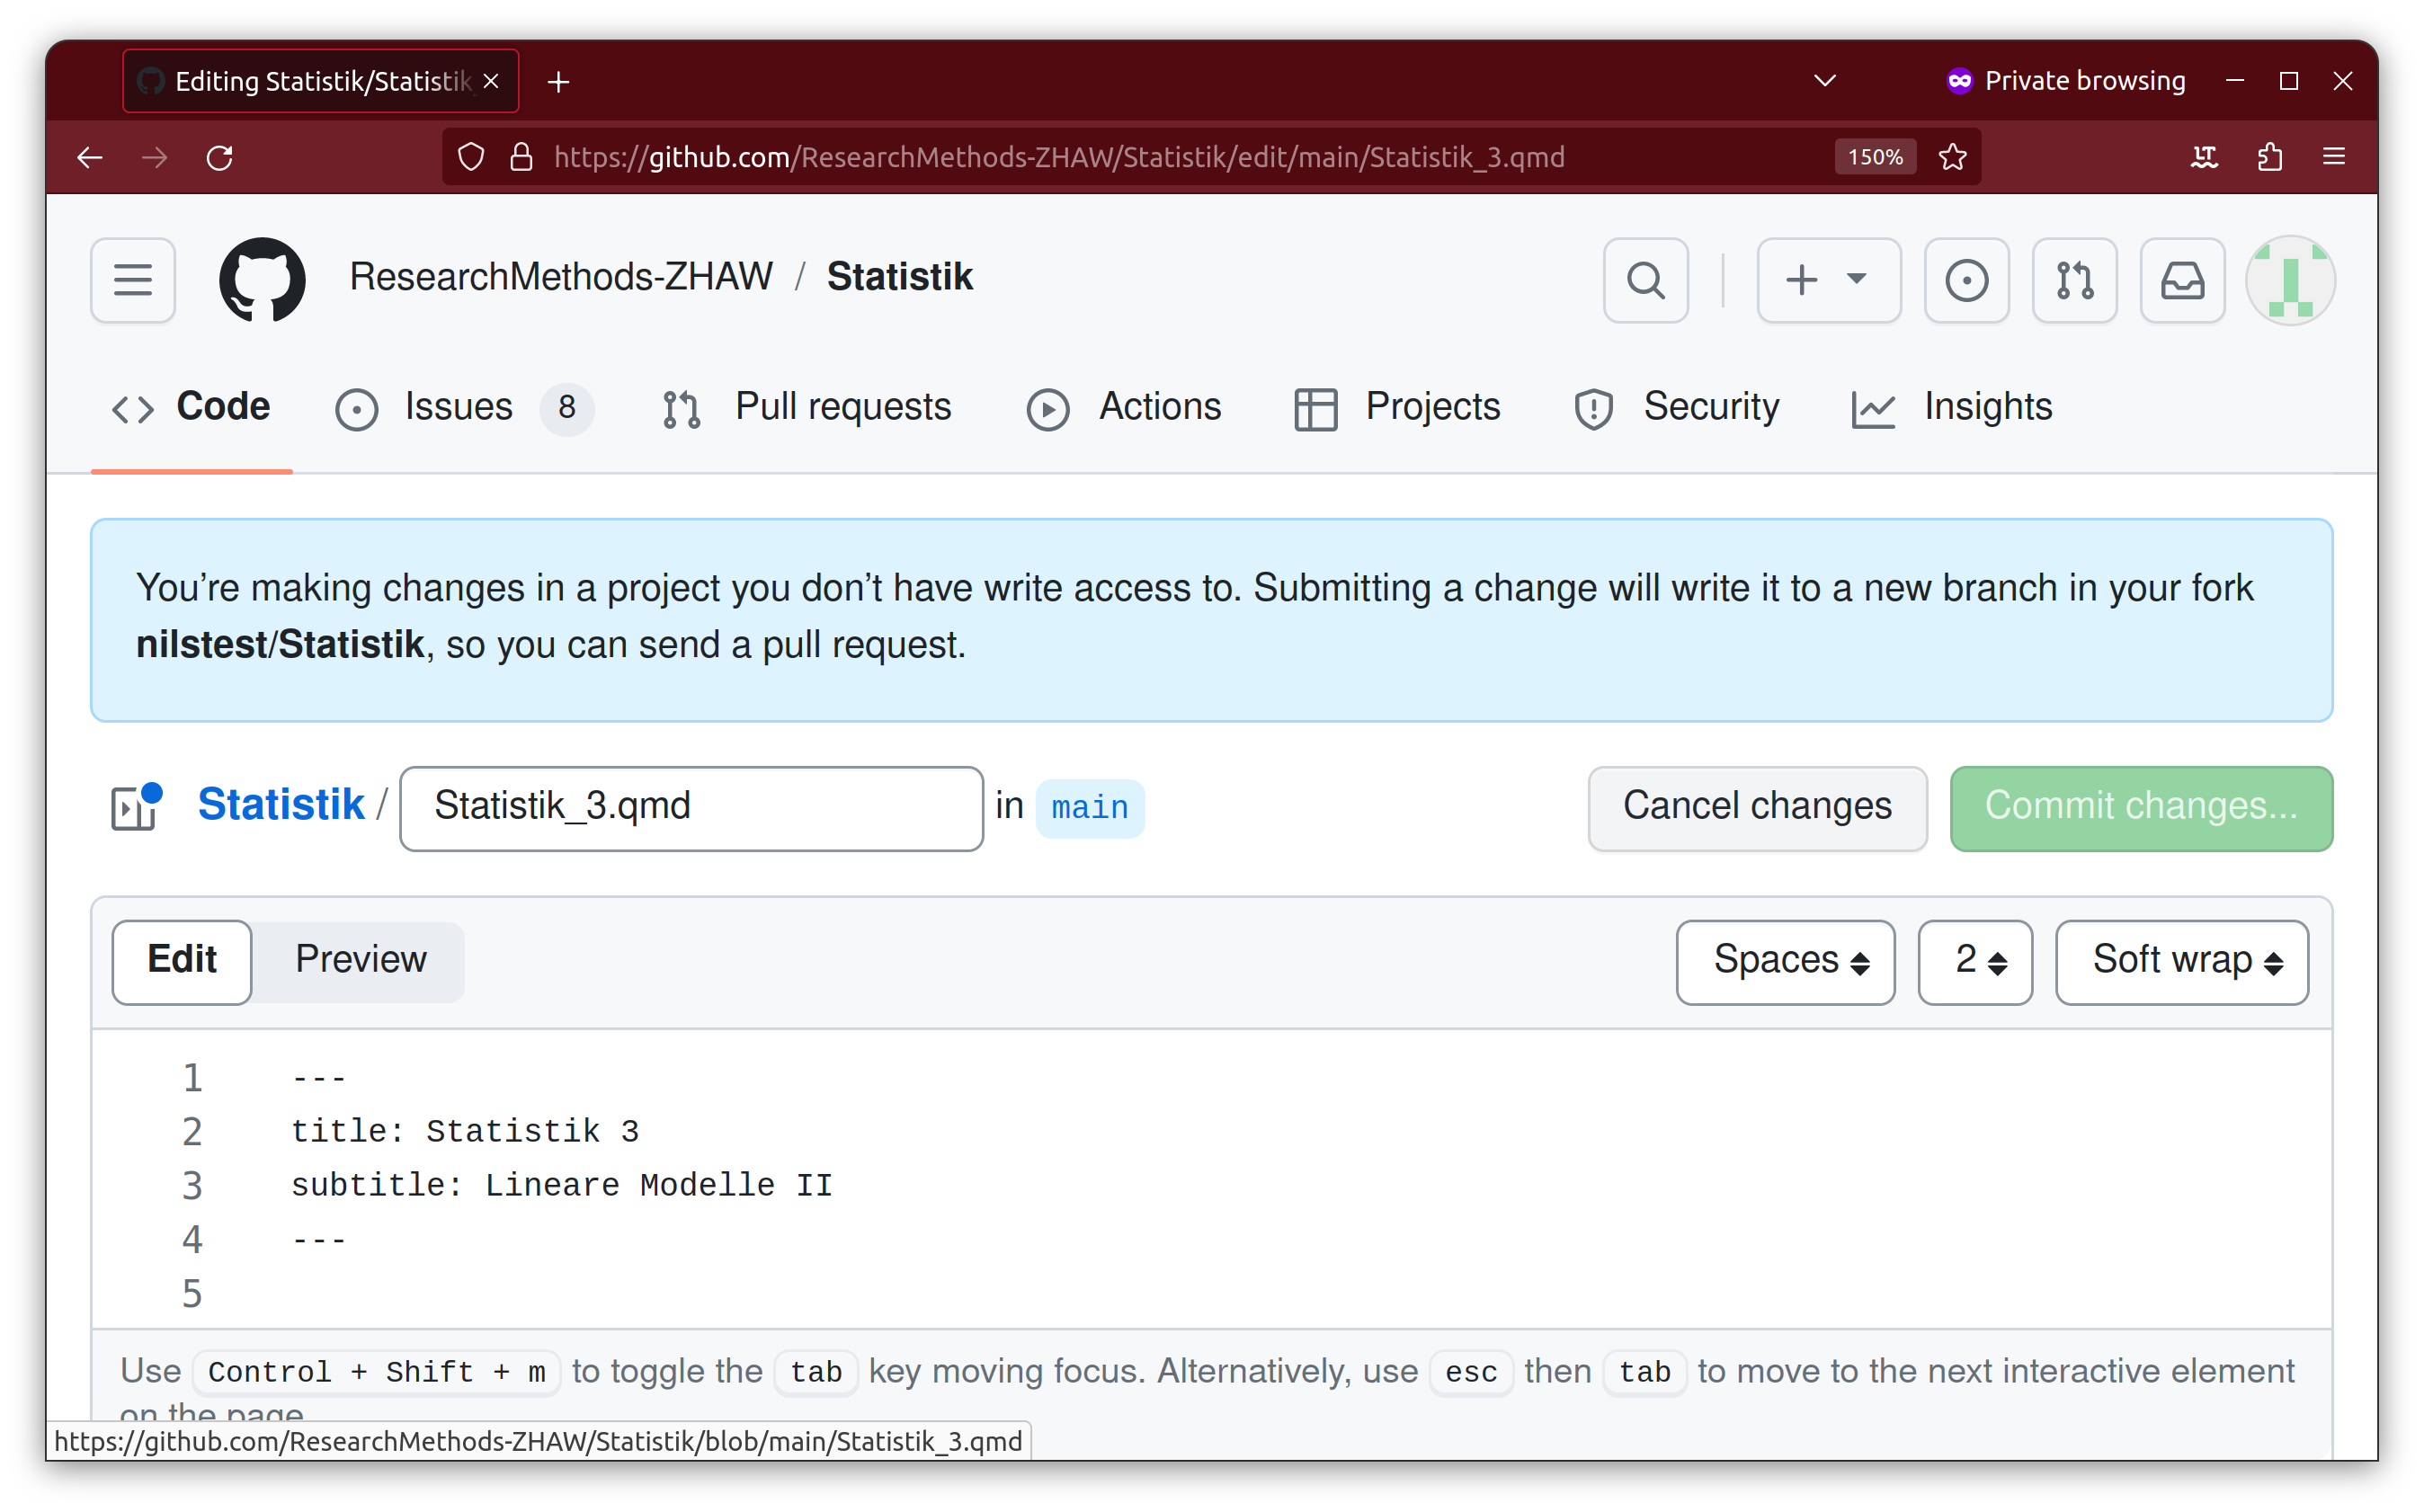 Editing Statistik/Statistik
Private browsing
https://github.com/ResearchMethods-ZHAW/Statistik/edit/main/Statistik_3.qmd
150%
LT
ResearchMethods-ZHAW / Statistik
Code
Issues 8
Pull requests
Actions
Projects
Security
Insights
You’re making changes in a project you don’t have write access to. Submitting a change will write it to a new branch in your fork
nilstest/Statistik, so you can send a pull request.
Statistik / Statistik_3.qmd in main
Cancel changes
Commit changes...
Edit
Preview
Spaces
2
Soft wrap
1 ---
2 title: Statistik 3
3 subtitle: Lineare Modelle II
4 ---
5
Use Control + Shift + m to toggle the tab key moving focus. Alternatively, use esc then tab to move to the next interactive element
on the page
https://github.com/ResearchMethods-ZHAW/Statistik/blob/main/Statistik_3.qmd